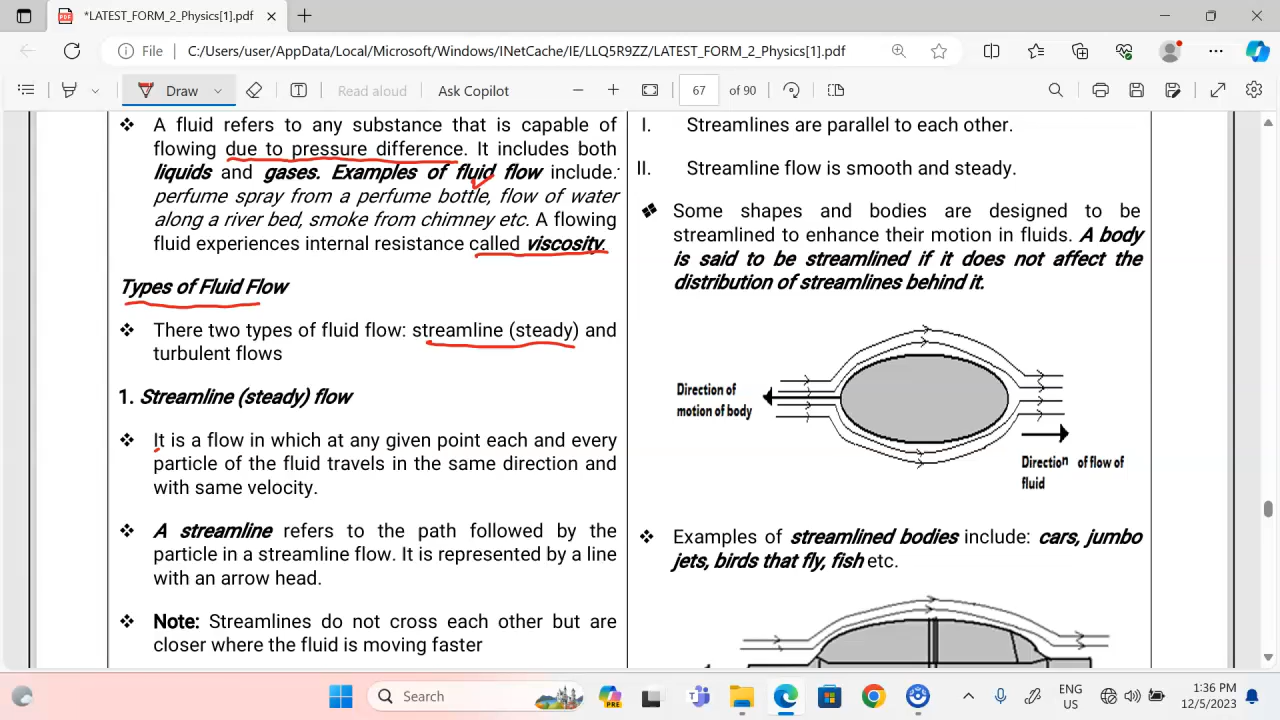 *LATEST_FORM_2_Physics[1].pdf
File
C:/Users/user/AppData/Local/Microsoft/Windows/INetCache/IE/LLQ5R9ZZ/LATEST_FORM_2_Physics[1].pdf
Draw
Read aloud
Ask Copilot
67
of 90
A fluid refers to any substance that is capable of
flowing due to pressure difference. It includes both
liquids and gases. Examples of fluid flow include:
perfume spray from a perfume bottle, flow of water
along a river bed, smoke from chimney etc. A flowing
fluid experiences internal resistance called viscosity.
Types of Fluid Flow
There two types of fluid flow: streamline (steady) and
turbulent flows
1. Streamline (steady) flow
It is a flow in which at any given point each and every
particle of the fluid travels in the same direction and
with same velocity.
A streamline refers to the path followed by the
particle in a streamline flow. It is represented by a line
with an arrow head.
Note: Streamlines do not cross each other but are
closer where the fluid is moving faster
I. Streamlines are parallel to each other.
II. Streamline flow is smooth and steady.
Some shapes and bodies are designed to be
streamlined to enhance their motion in fluids. A body
is said to be streamlined if it does not affect the
distribution of streamlines behind it.
Direction of
motion of body
Direction of flow of
fluid
Examples of streamlined bodies include: cars, jumbo
jets, birds that fly, fish etc.
Search
PRE
ENG
US
1:36 PM
12/5/2023